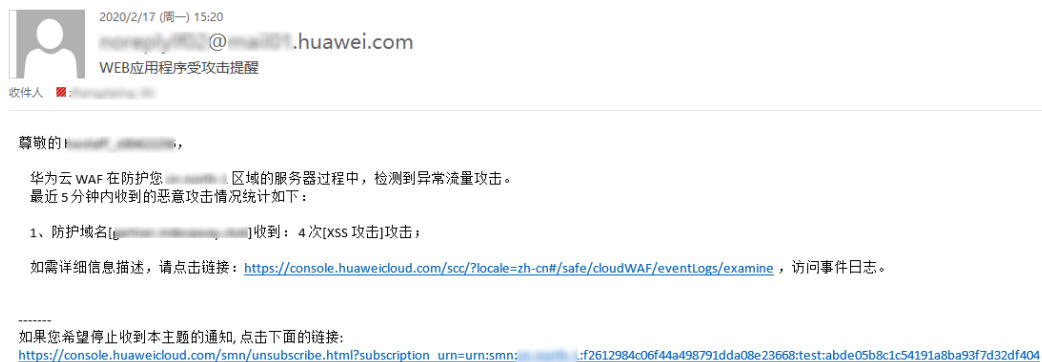 2020/2/17 (周一) 15:20
@ .huawei.com
WEB应用程序受攻击提醒
收件人
尊敬的 ，
华为云 WAF 在防护您 区域的服务器过程中，检测到异常流量攻击。
最近 5 分钟内收到的恶意攻击情况统计如下：
1、防护域名[ ]收到：4 次[XSS 攻击]攻击；
如需详细信息描述，请点击链接：https://console.huaweicloud.com/scc/?locale=zh-cn#/safe/cloudWAF/eventLogs/examine ，访问事件日志。
-------
如果您希望停止收到本主题的通知, 点击下面的链接:
https://console.huaweicloud.com/smn/unsubscribe.html?subscription_urn=urn:smn: :f2612984c06f44a498791dda08e23668:test:abde05b8c1c54191a8ba93f7d32df404